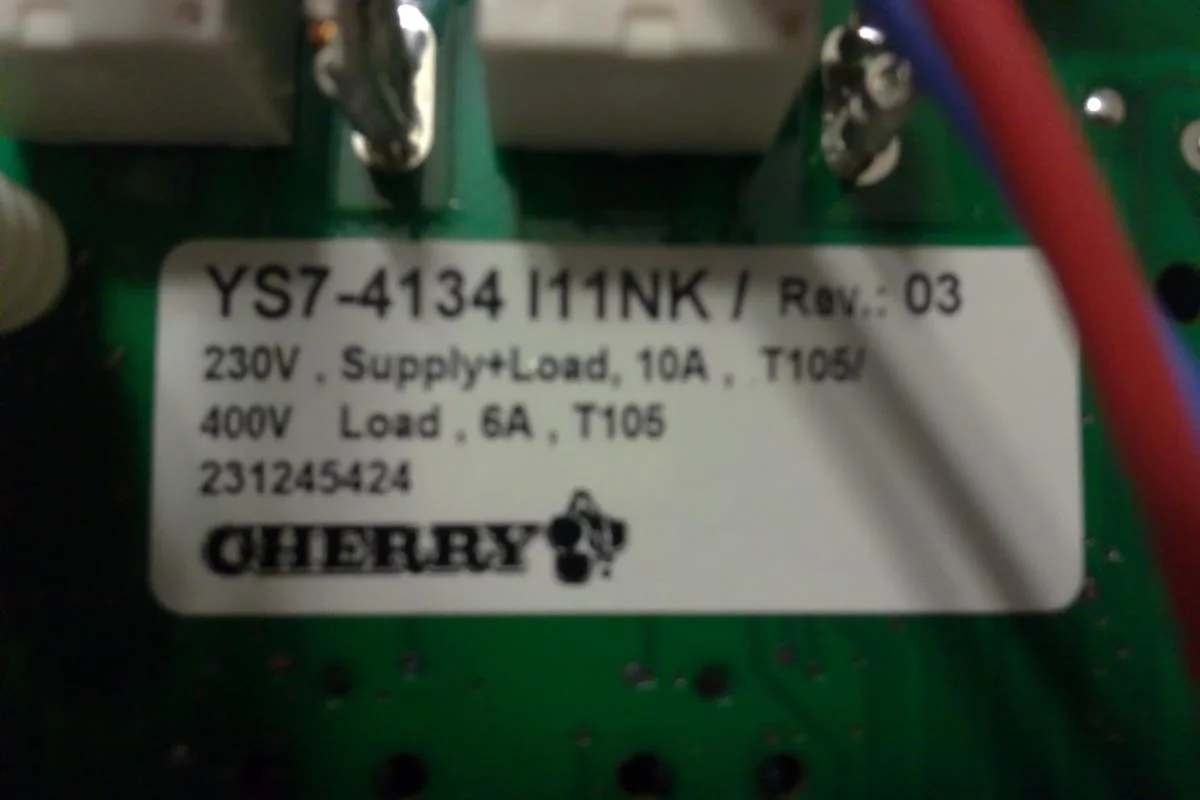 YS7-4134 I11NK / Rev.: 03
230V , Supply+Load, 10A , T105/
400V Load , 6A , T105
231245424
CHERRY